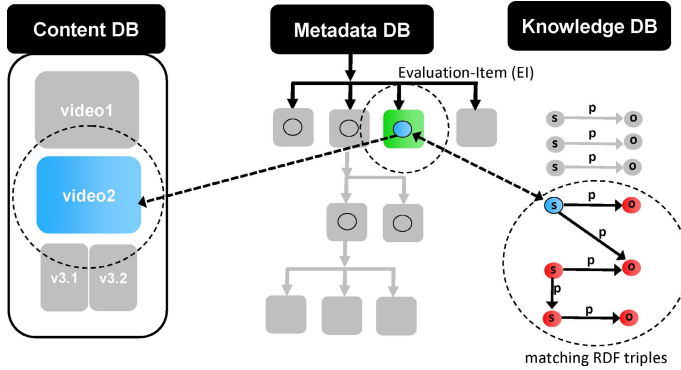 Content DB
Metadata DB
Knowledge DB
Evaluation-Item (EI)
video1
video2
v3.1
v3.2
p
s
o
p
s
o
p
s
o
p
s
o
p
s
p
o
p
s
p
o
matching RDF triples